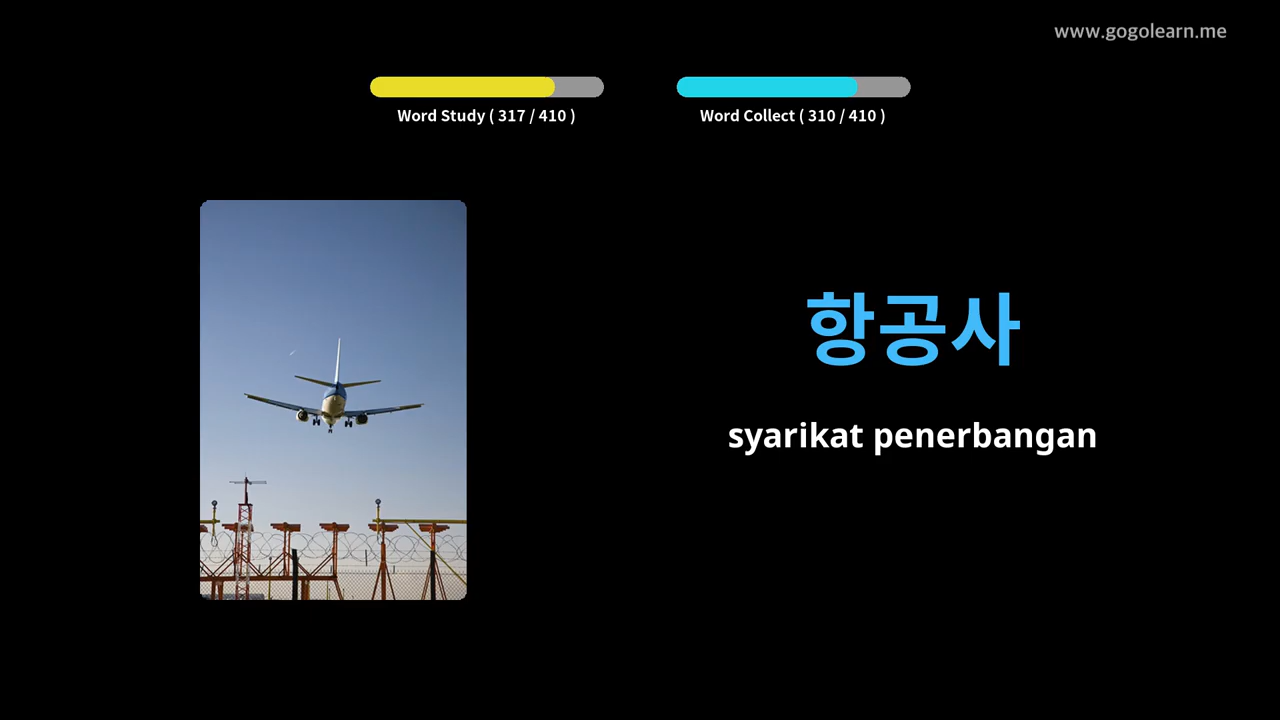 www.gogolearn.me
Word Study ( 317 / 410 )
Word Collect ( 310 / 410 )
항공사
syarikat penerbangan